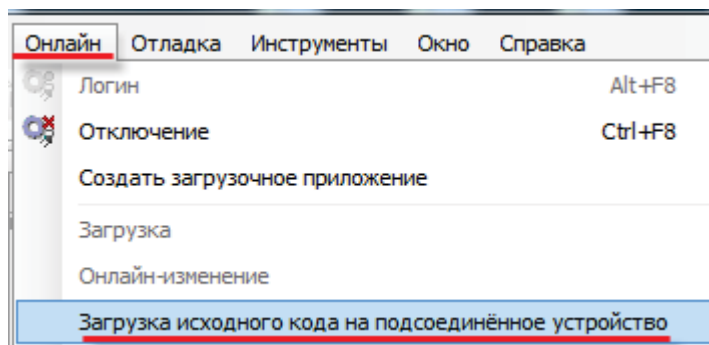 Онлайн Отладка Инструменты Окно Справка
Логин Alt+F8
Отключение Ctrl+F8
Создать загрузочное приложение
Загрузка
Онлайн-изменение
Загрузка исходного кода на подсоединённое устройство